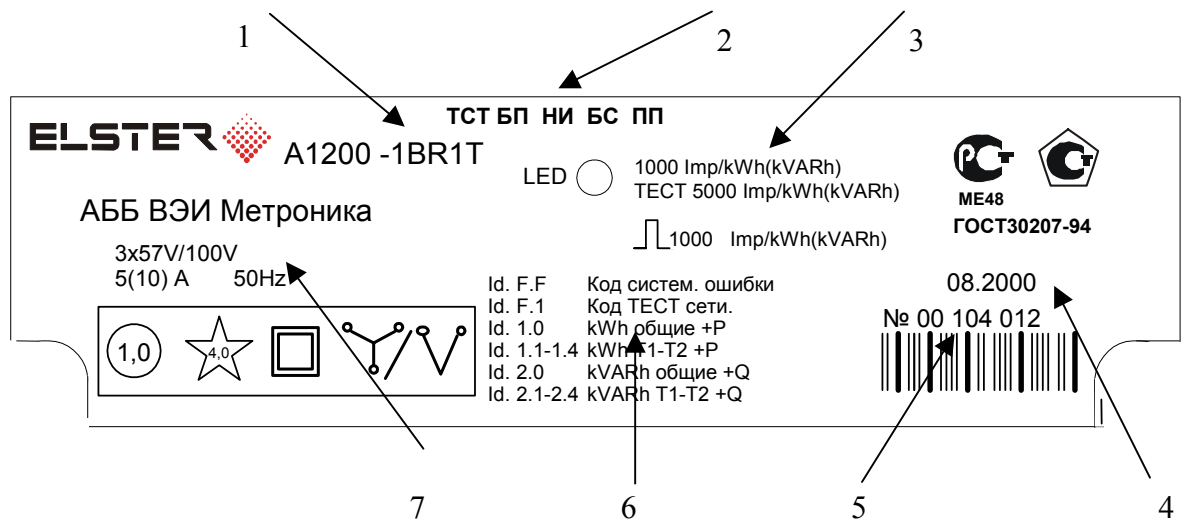 1
2
3
ТСТ БП НИ БС ПП
ELSTER
A1200 -1BR1T
LED
1000 Imp/kWh(kVARh)
ТЕСТ 5000 Imp/kWh(kVARh)
1000 Imp/kWh(kVARh)
РСТ
С
МЕ48
ГОСТ30207-94
АББ ВЭИ Метроника
3x57V/100V
5(10) A 50Hz
1,0
4,0
Id. F.F Код систем. ошибки
Id. F.1 Код ТЕСТ сети.
Id. 1.0 kWh общие +P
Id. 1.1-1.4 kWh T1-T2 +P
Id. 2.0 kVARh общие +Q
Id. 2.1-2.4 kVARh T1-T2 +Q
08.2000
№ 00 104 012
7
6
5
4